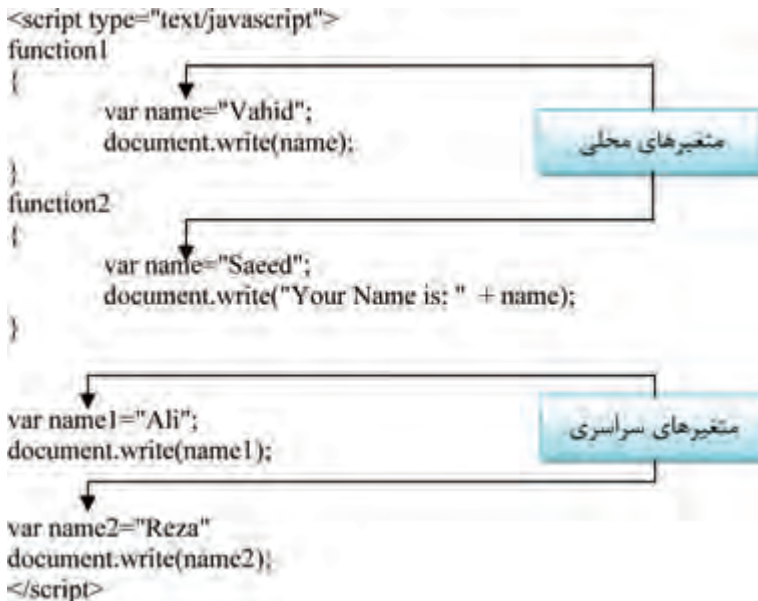 <script type="text/javascript">
function1
{
var name="Vahid";
document.write(name);
}
متغیرهای محلی
function2
{
var name="Saeed";
document.write("Your Name is: " + name);
}
متغیرهای سراسری
var name1="Ali";
document.write(name1);
var name2="Reza"
document.write(name2);
</script>